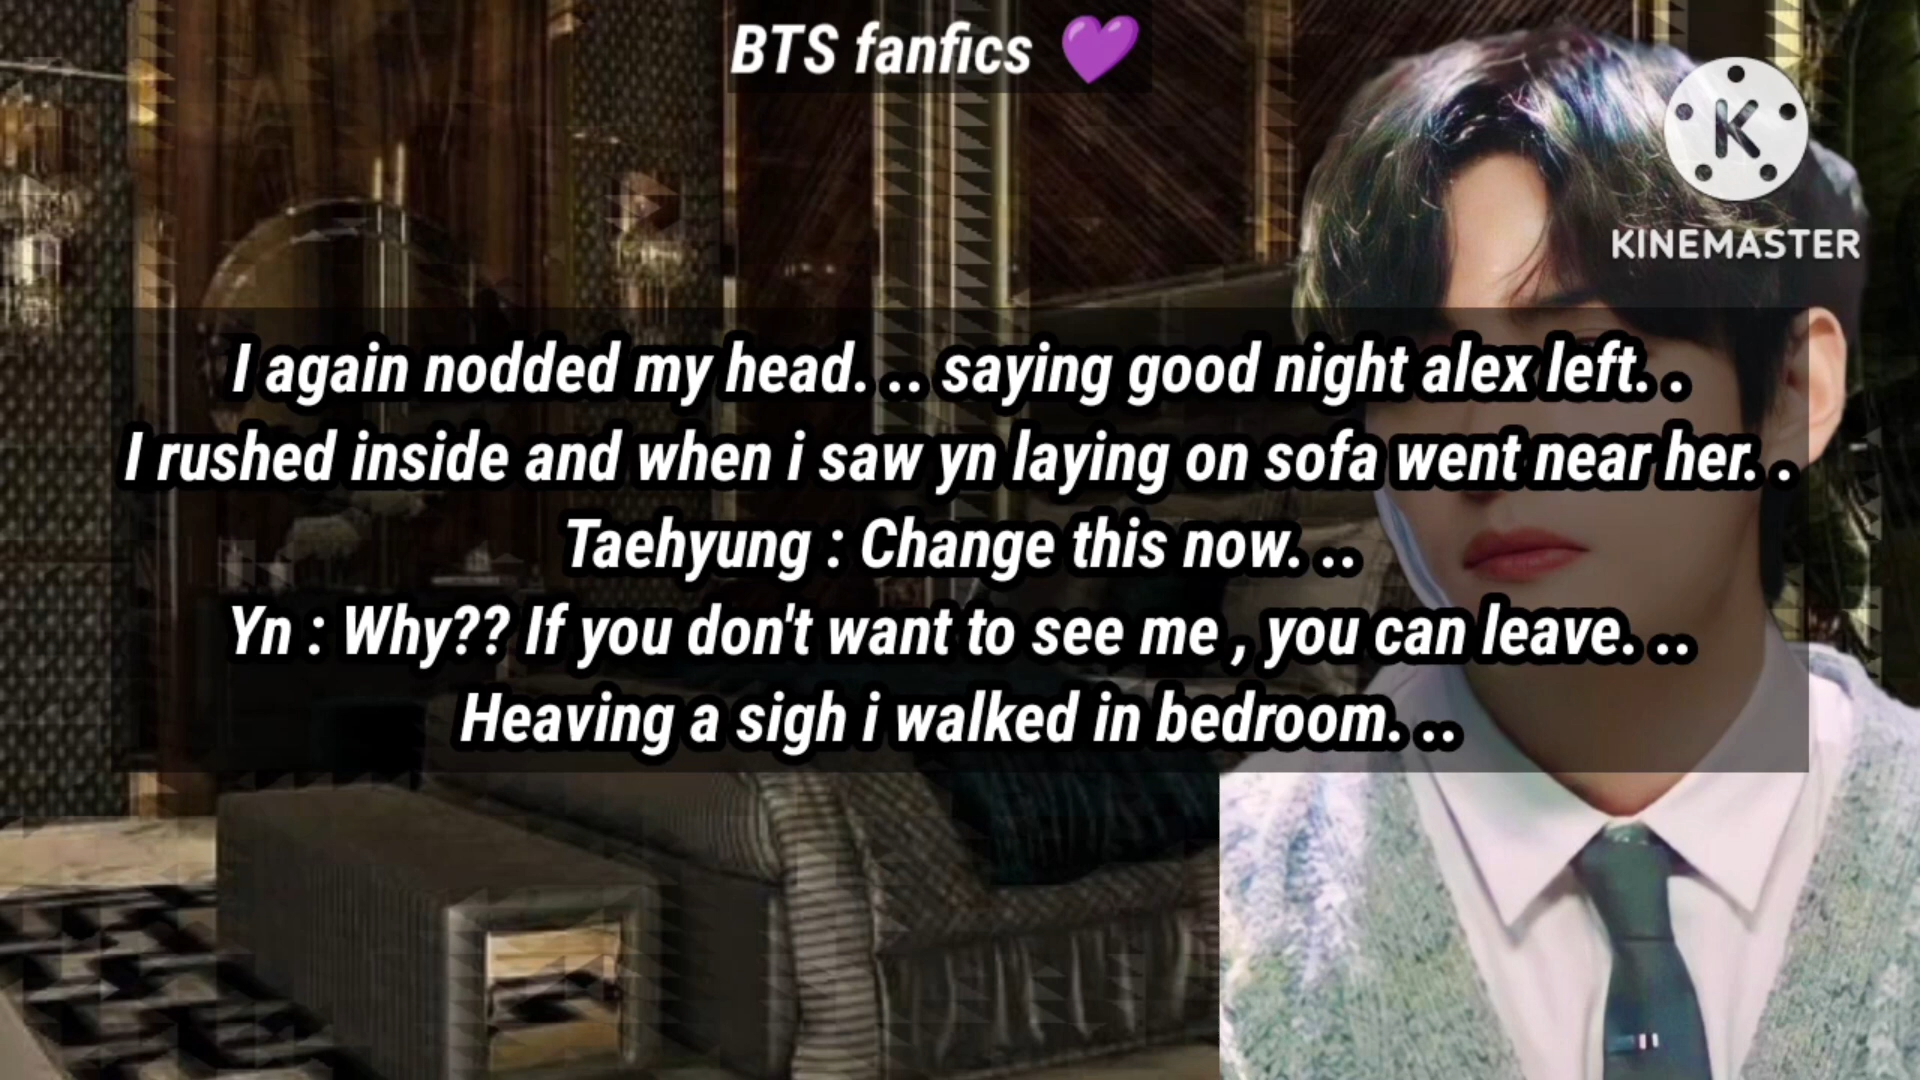 BTS fanfics 💜
K
KINEMASTER
I again nodded my head. .. saying good night alex left. .
I rushed inside and when i saw yn laying on sofa went near her. .
Taehyung : Change this now. ..
Yn : Why?? If you don't want to see me , you can leave. ..
Heaving a sigh i walked in bedroom. ..